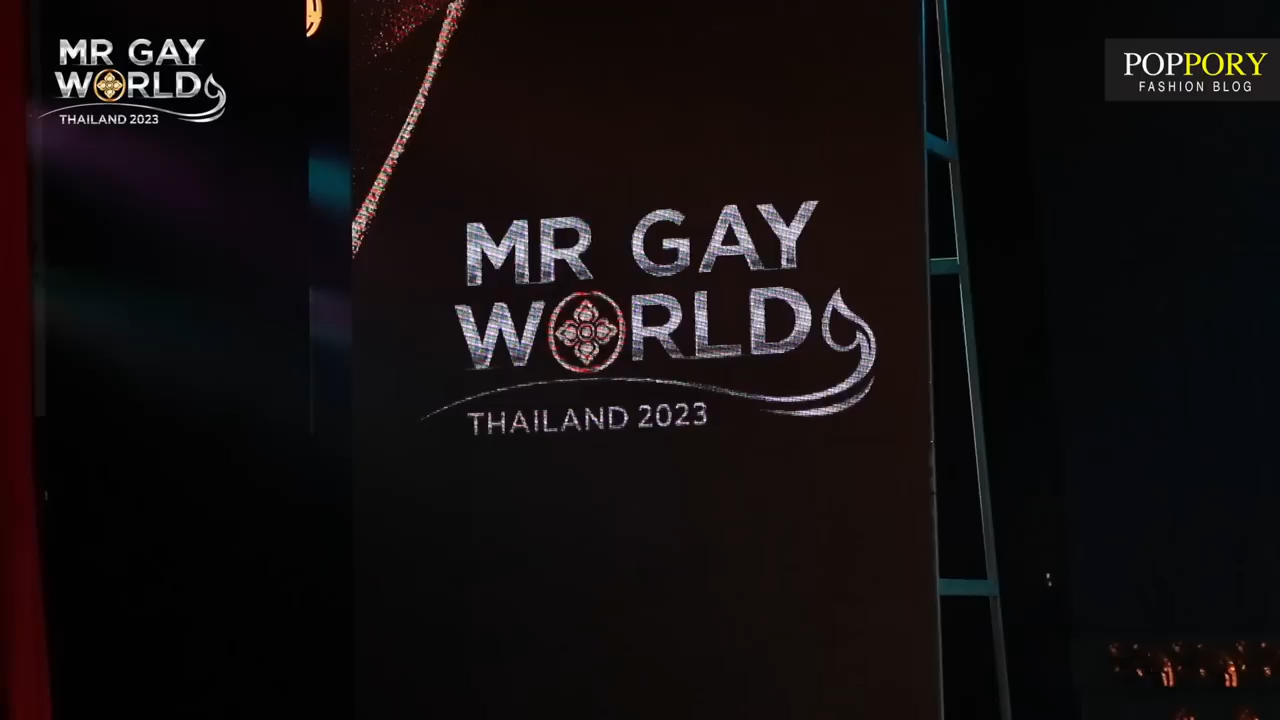 MR GAY
WORLD
THAILAND 2023
POPPORY
FASHION BLOG
MR GAY
WORLD
THAILAND 2023